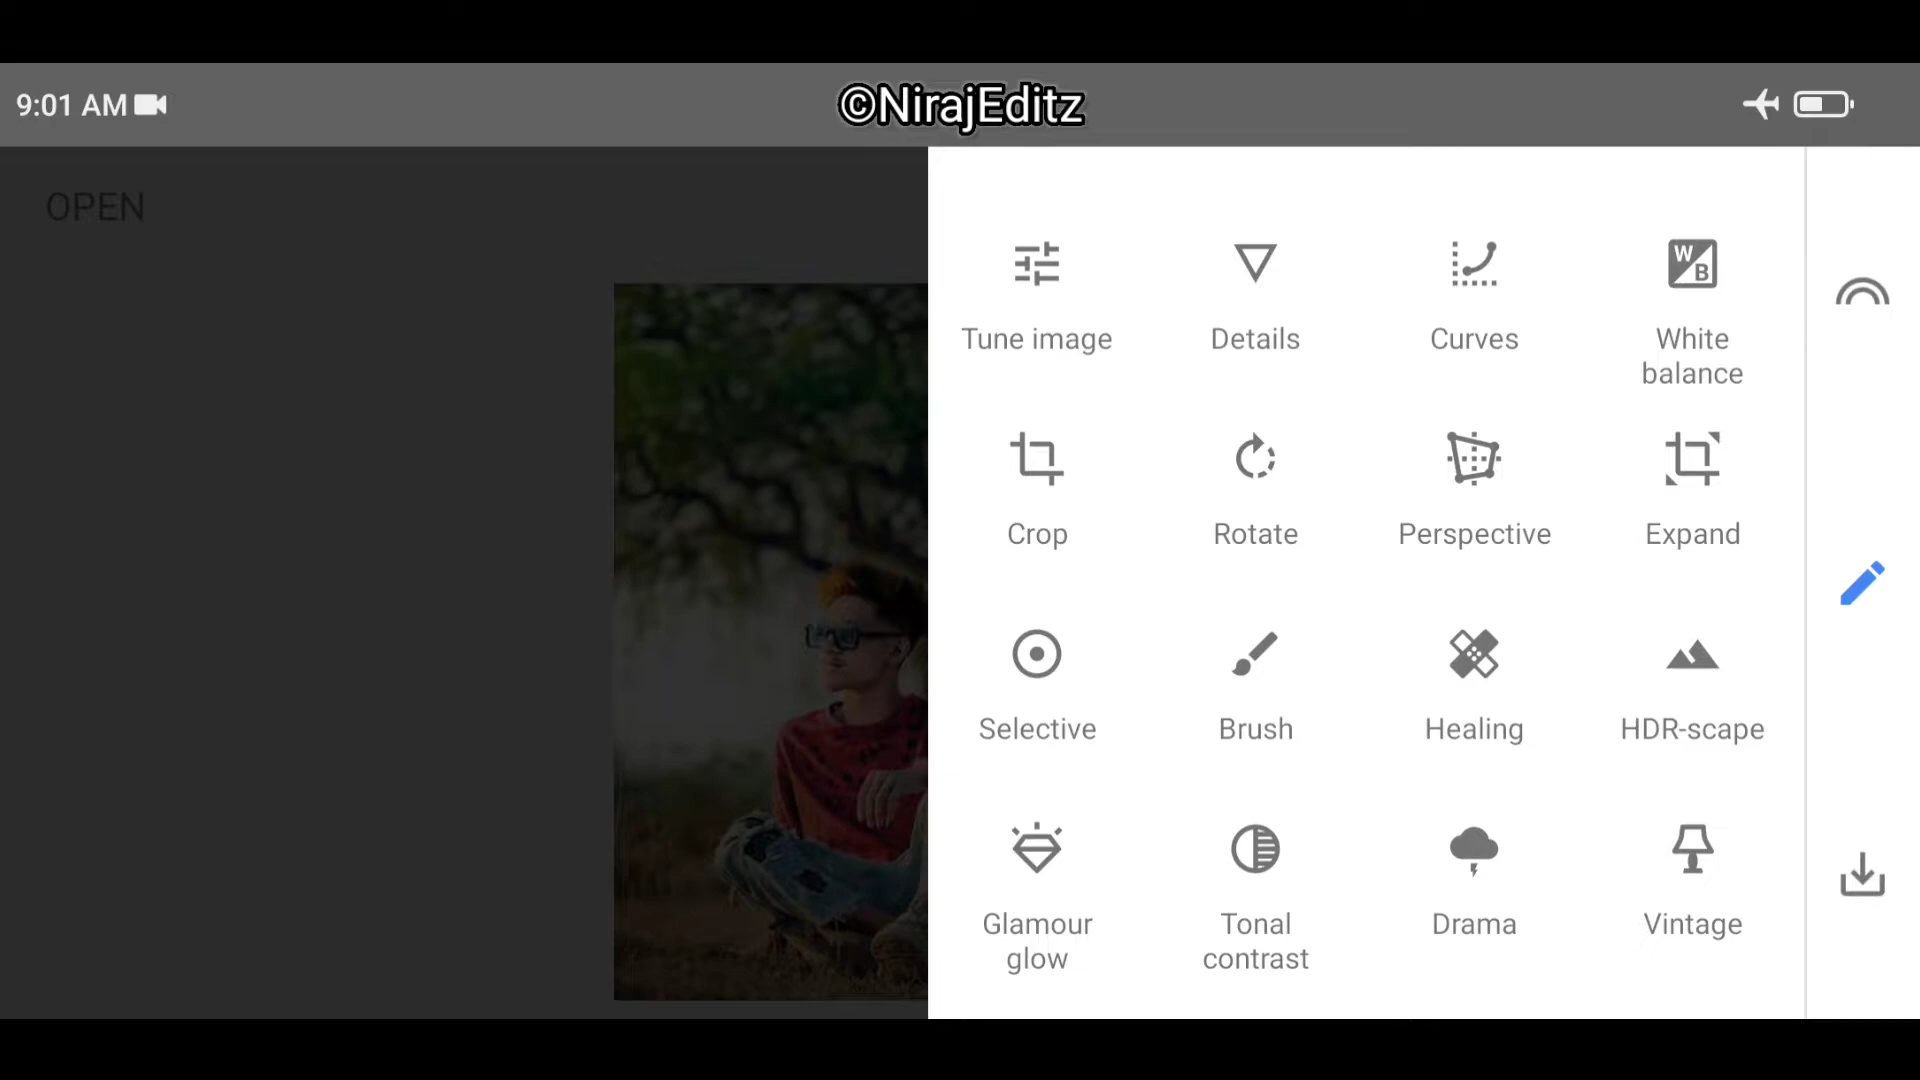 9:01 AM
©NirajEditz
OPEN
Tune image
Details
Curves
White
balance
Crop
Rotate
Perspective
Expand
Selective
Brush
Healing
HDR-scape
Glamour
glow
Tonal
contrast
Drama
Vintage